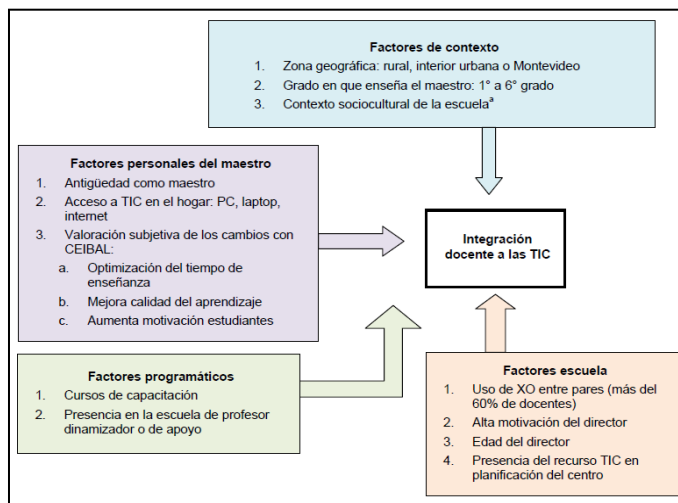 Factores de contexto
1. Zona geográfica: rural, interior urbana o Montevideo
2. Grado en que enseña el maestro: 1° a 6° grado
3. Contexto sociocultural de la escuelaª
Factores personales del maestro
1. Antigüedad como maestro
2. Acceso a TIC en el hogar: PC, laptop,
internet
3. Valoración subjetiva de los cambios con
CEIBAL:
a. Optimización del tiempo de
enseñanza
b. Mejora calidad del aprendizaje
c. Aumenta motivación estudiantes
Integración
docente a las TIC
Factores programáticos
1. Cursos de capacitación
2. Presencia en la escuela de profesor
dinamizador o de apoyo
Factores escuela
1. Uso de XO entre pares (más del
60% de docentes)
2. Alta motivación del director
3. Edad del director
4. Presencia del recurso TIC en
planificación del centro